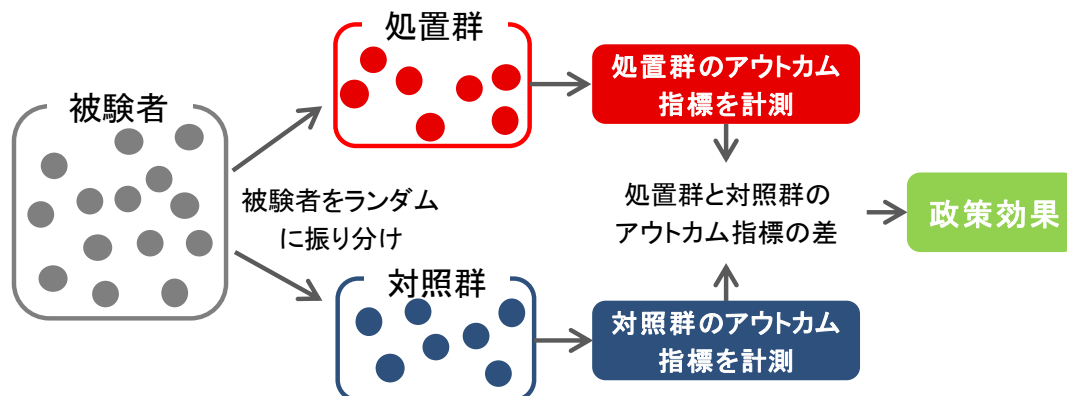 被験者
処置群
処置群のアウトカム
指標を計測
被験者をランダム
に振り分け
処置群と対照群の
アウトカム指標の差
政策効果
対照群
対照群のアウトカム
指標を計測